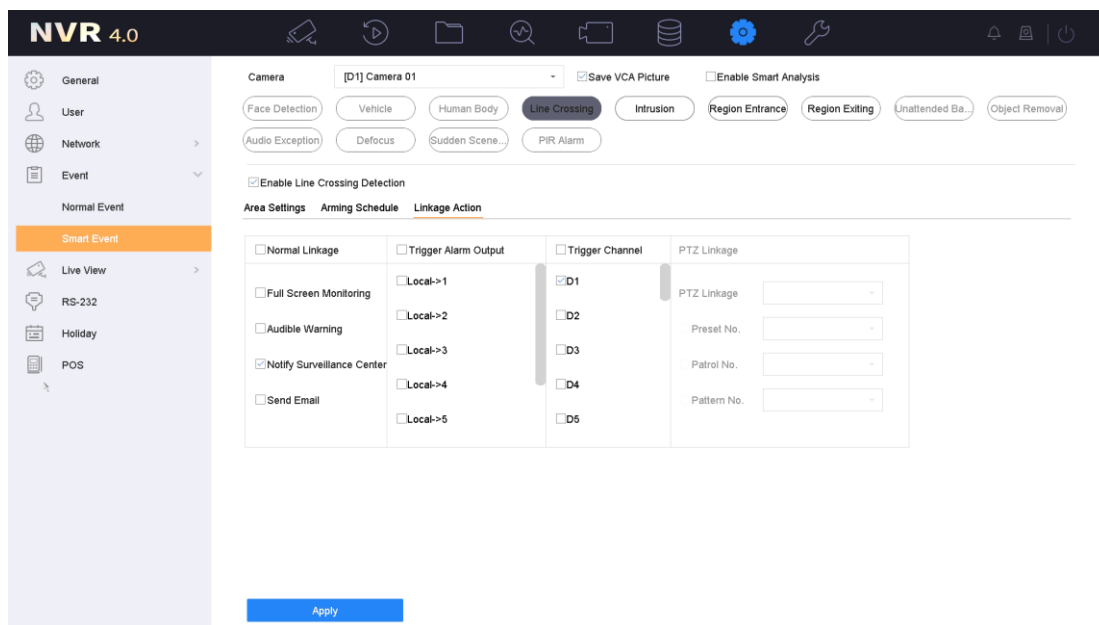 NVR 4.0
General
User
Network
Event
Normal Event
Smart Event
Live View
RS-232
Holiday
POS
Camera [D1] Camera 01 Save VCA Picture Enable Smart Analysis
Face Detection Vehicle Human Body Line Crossing Intrusion Region Entrance Region Exiting Unattended Ba... Object Removal
Audio Exception Defocus Sudden Scene... PIR Alarm
Enable Line Crossing Detection
Area Settings Arming Schedule Linkage Action
Normal Linkage Trigger Alarm Output Trigger Channel PTZ Linkage
Full Screen Monitoring Local->1 D1 PTZ Linkage
Audible Warning Local->2 D2 Preset No.
Notify Surveillance Center Local->3 D3 Patrol No.
Send Email Local->4 D4 Pattern No.
Local->5 D5
Apply